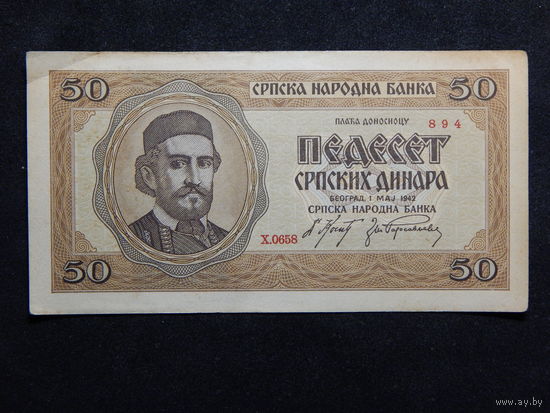 50 СРПСКА НАРОДНА БАНКА 50
ПЛАЋА ДОНОСИОЦУ 894
ПЕДЕСЕТ
СРПСКИХ ДИНАРА
БЕОГРАД, 1 МАЈ 1942
СРПСКА НАРОДНА БАНКА
X.0658
50 50
www.ay.by